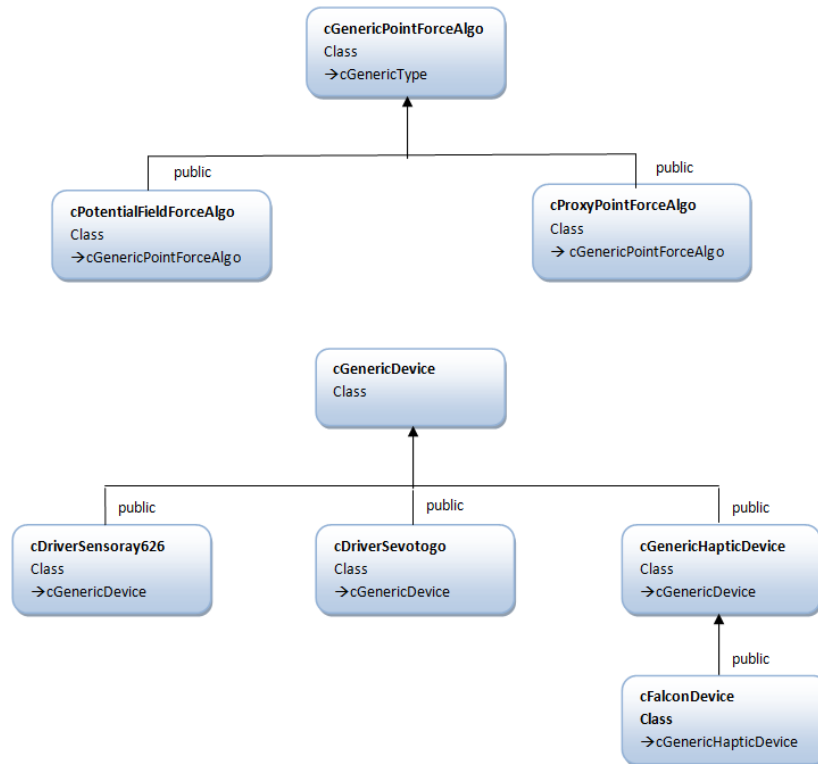 cGenericPointForceAlgo
Class
→cGenericType
public
public
cPotentialFieldForceAlgo
Class
→cGenericPointForceAlgo
cProxyPointForceAlgo
Class
→ cGenericPointForceAlgo
cGenericDevice
Class
public
public
public
cDriverSensoray626
Class
→cGenericDevice
cDriverSevotogo
Class
→cGenericDevice
cGenericHapticDevice
Class
→cGenericDevice
public
cFalconDevice
Class
→cGenericHapticDevice